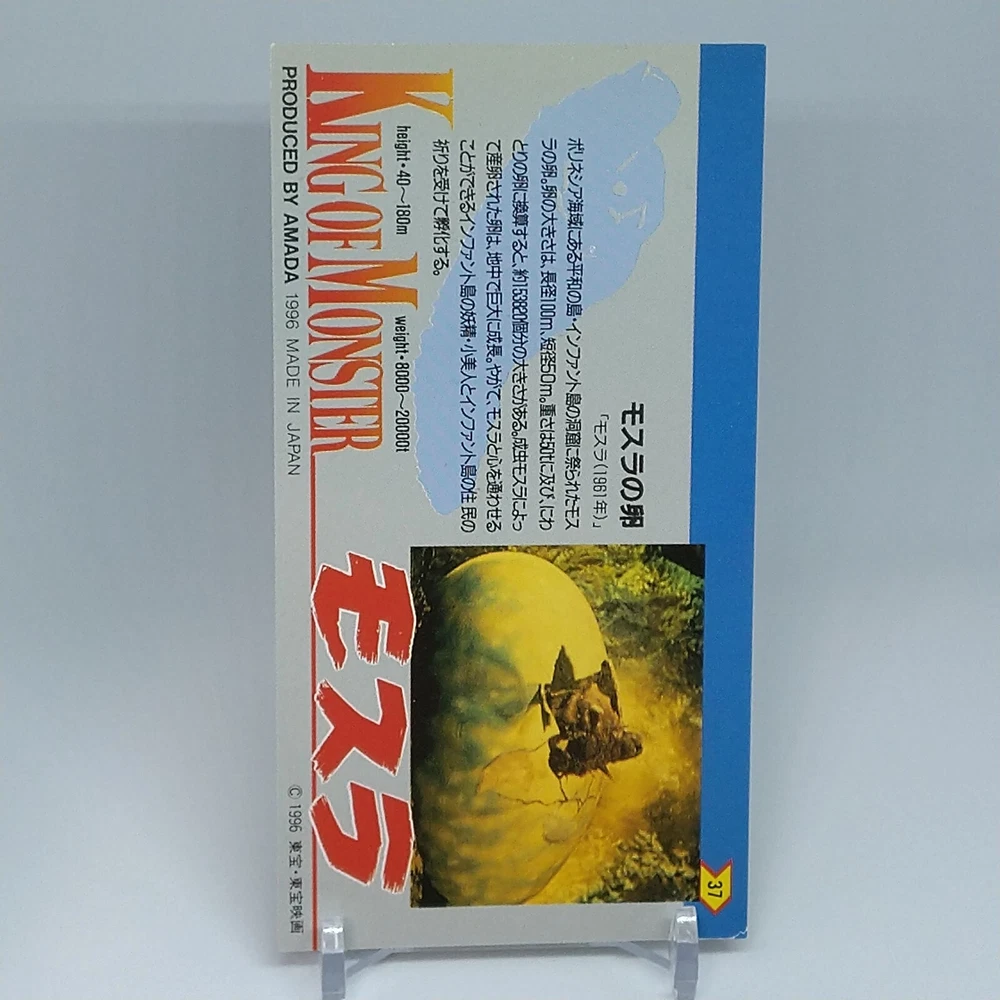 37
モスラの卵
「モスラ(1961年)」
ポリネシア海域にある平和の島・インファント島の洞窟に祭られたモス
ラの卵。卵の大きさは、長径100m、短径50m。重さは50tに及び、にわ
とりの卵に換算すると、約153820個分の大きさがある。成虫モスラによっ
て産卵された卵は、地中で巨大に成長。やがて、モスラと心を通わせる
ことができるインファント島の妖精・小美人とインファント島の住民の
祈りを受けて孵化する。
height・40〜180m weight・8000〜20000t
KING OF MONSTER
モスラ
PRODUCED BY AMADA 1996 MADE IN JAPAN
© 1996 東宝・東宝映画